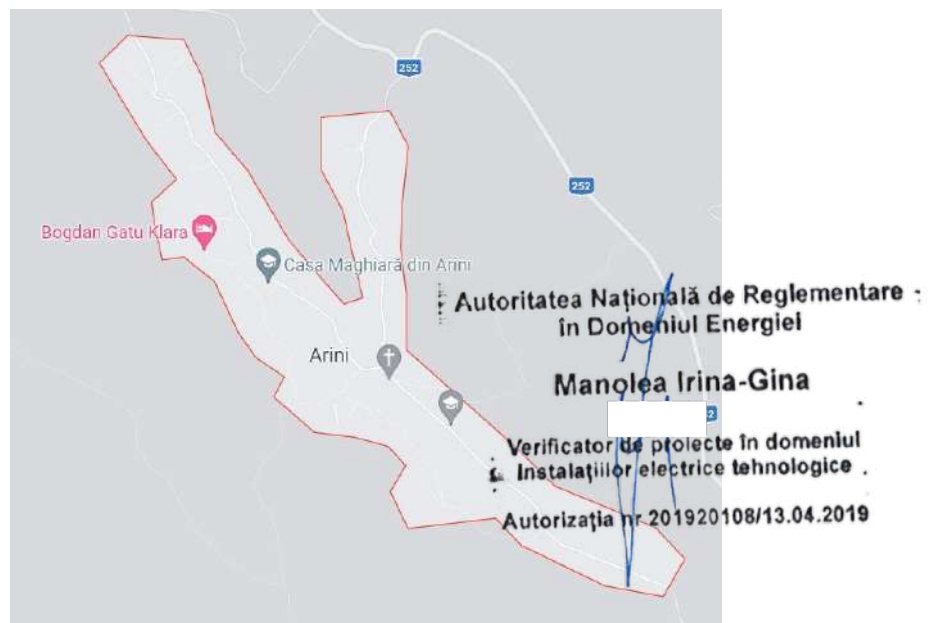 252
252
Bogdan Gatu Klara
Casa Maghiară din Arini
Autoritatea Națională de Reglementare
în Domeniul Energiei
Arini
Manolea Irina-Gina
2
Verificator de proiecte în domeniul
Instalațiilor electrice tehnologice
Autorizația nr 201920108/13.04.2019